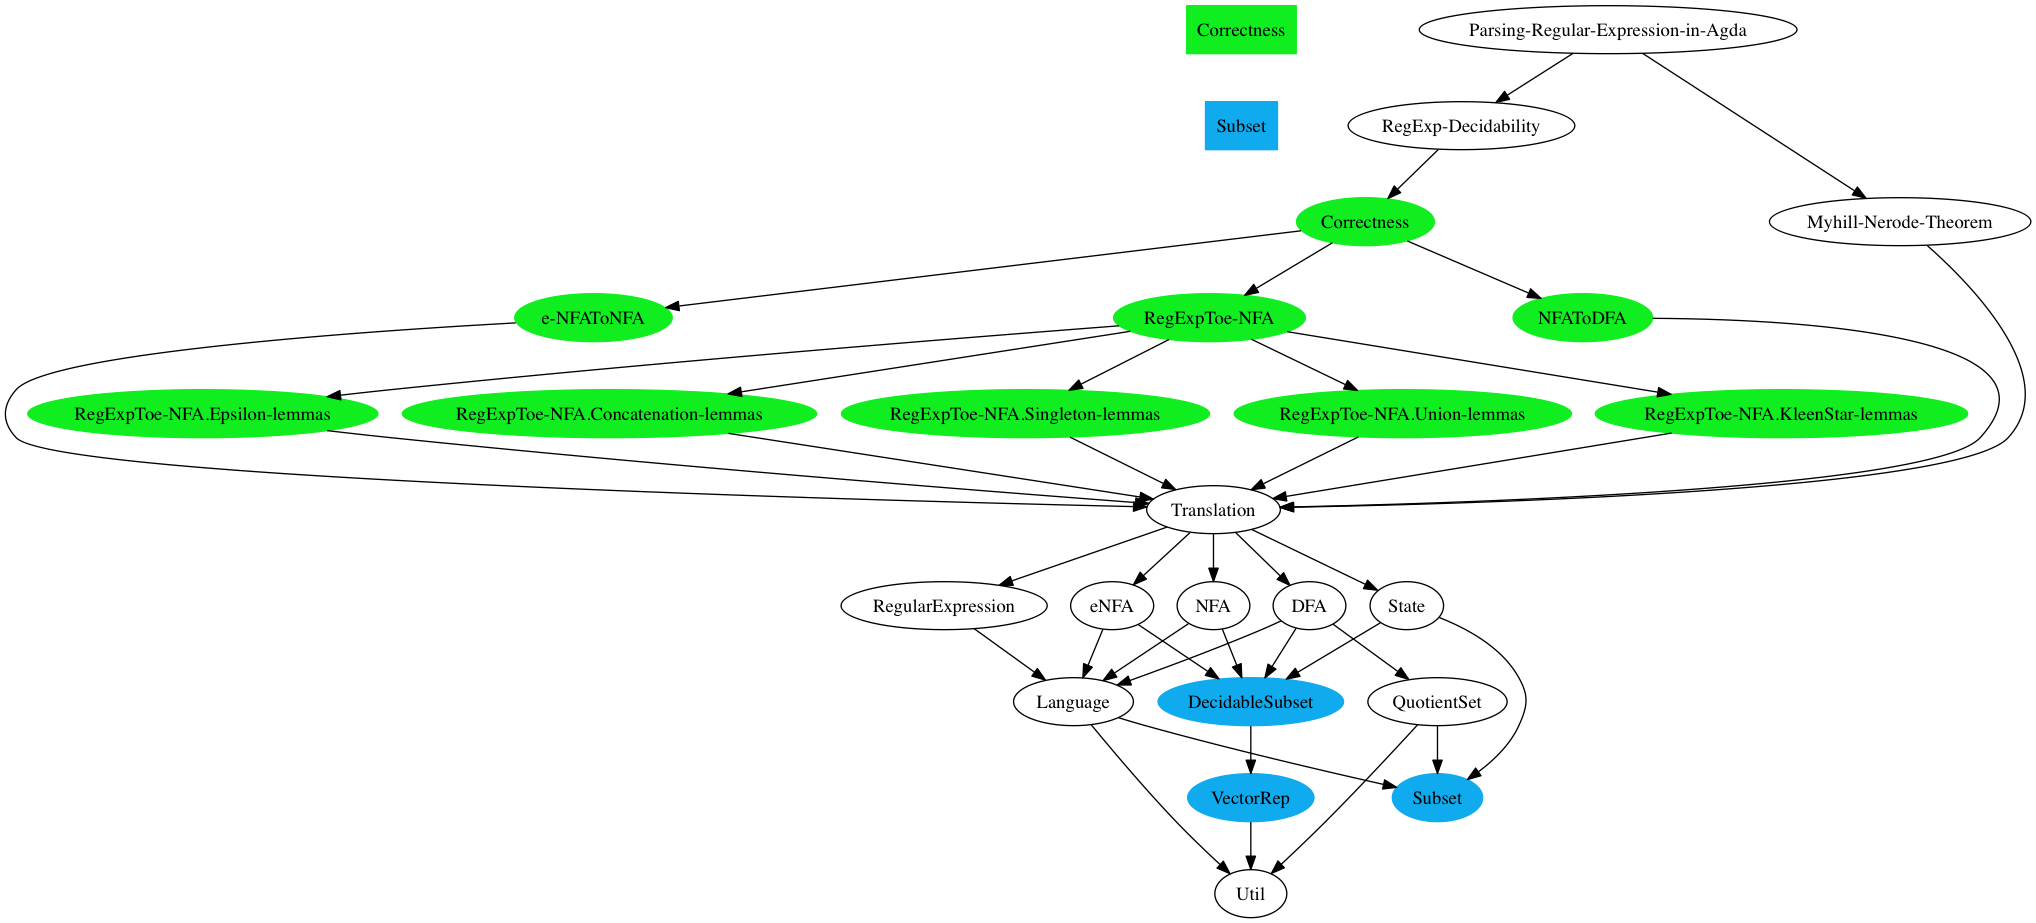 Correctness
Parsing-Regular-Expression-in-Agda
Subset
RegExp-Decidability
Correctness
Myhill-Nerode-Theorem
e-NFAToNFA
RegExpToe-NFA
NFAToDFA
RegExpToe-NFA.Epsilon-lemmas
RegExpToe-NFA.Concatenation-lemmas
RegExpToe-NFA.Singleton-lemmas
RegExpToe-NFA.Union-lemmas
RegExpToe-NFA.KleenStar-lemmas
Translation
RegularExpression
eNFA
NFA
DFA
State
Language
DecidableSubset
QuotientSet
VectorRep
Subset
Util